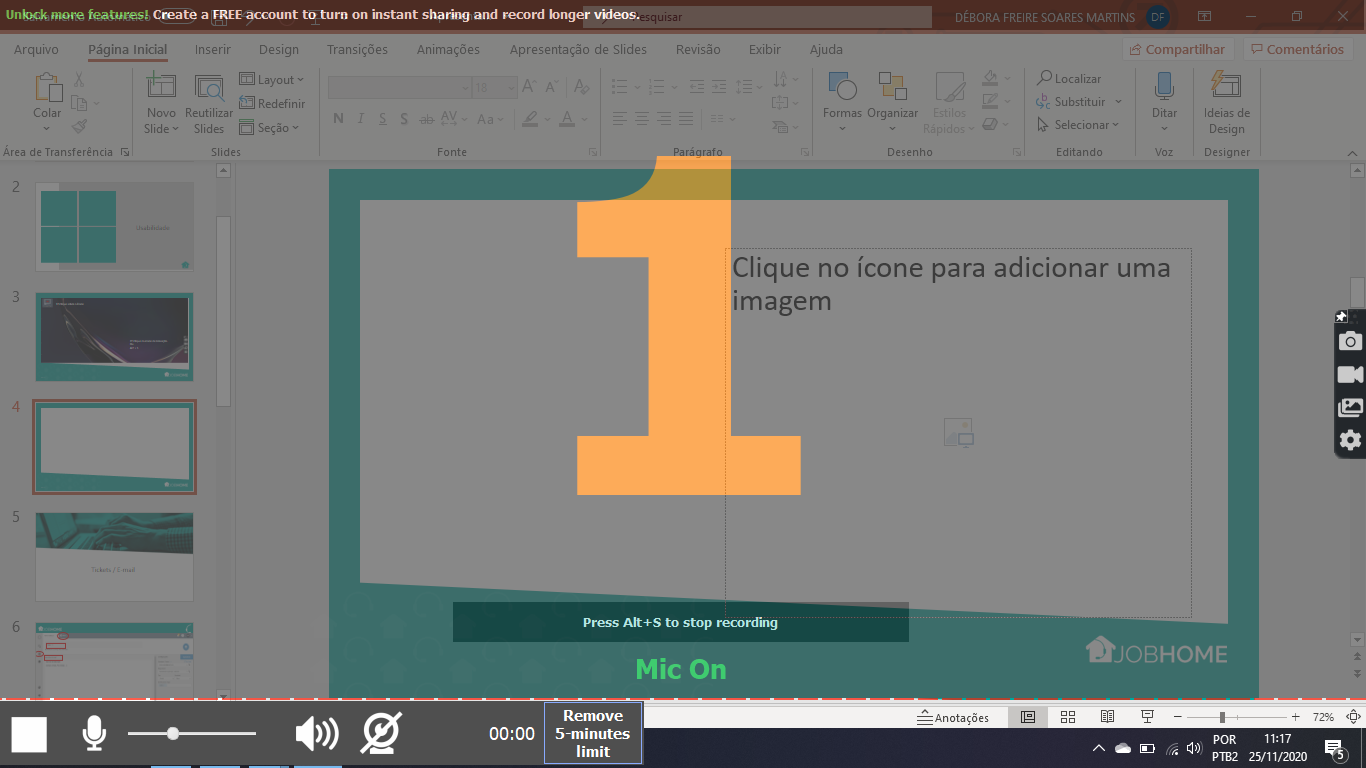 Unlock more features! Create a FREE account to turn on instant sharing and record longer videos.
DÉBORA FREIRE SOARES MARTINS DF
Arquivo Página Inicial Inserir Design Transições Animações Apresentação de Slides Revisão Exibir Ajuda Compartilhar Comentários
Colar
Área de Transferência
Novo Slide
Reutilizar Slides
Layout
Redefinir
Seção
Slides
18
N I S S ab AV Aa A
Fonte
Parágrafo
Formas
Organizar
Estilos Rápidos
Desenho
Localizar
Substituir
Selecionar
Editando
Ditar
Voz
Ideias de Design
Designer
2
Usabilidade
3
4
5
Tickets / E-mail
6
1
Clique no ícone para adicionar uma
imagem
Press Alt+S to stop recording
Mic On
JOBHOME
00:00
Remove
5-minutes
limit
Anotações
72%
POR
PTB2
11:17
25/11/2020
5